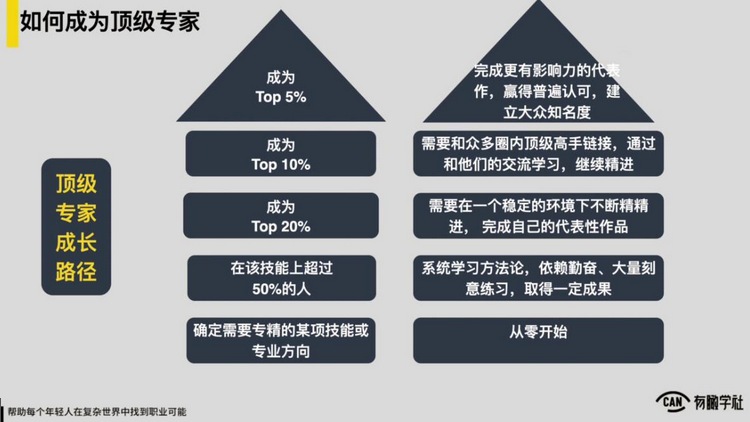 如何成为顶级专家
成为
Top 5%
完成更有影响力的代表
作，赢得普遍认可，建
立大众知名度
成为
Top 10%
需要和众多圈内顶级高手链接，通过
和他们的交流学习，继续精进
顶级
专家
成长
路径
成为
Top 20%
需要在一个稳定的环境下不断精精
进， 完成自己的代表性作品
在该技能上超过
50%的人
系统学习方法论，依赖勤奋、大量刻
意练习，取得一定成果
确定需要专精的某项技能或
专业方向
从零开始
帮助每个年轻人在复杂世界中找到职业可能
CAN
学社